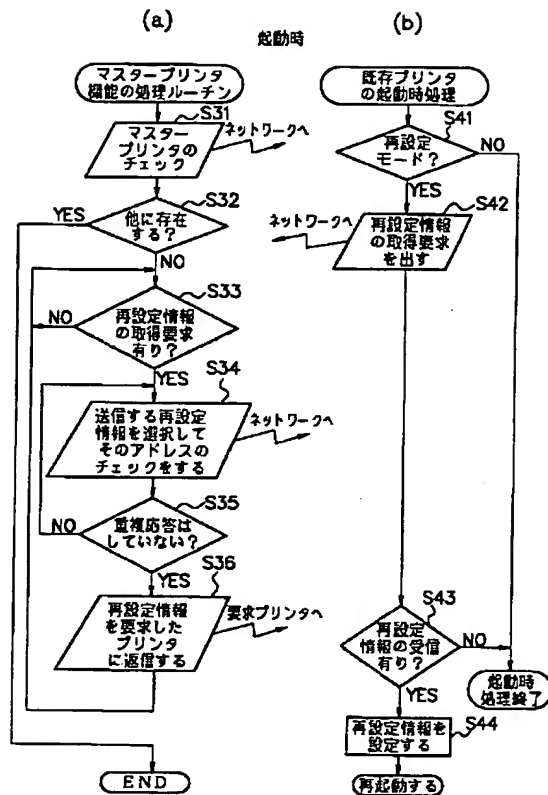 (a)
起動時
(b)
マスタープリンタ
機能の処理ルーチン
S31
マスター
プリンタの
チェック
ネットワークへ
S32
他に存在
する?
YES
NO
S33
再設定情報
の取得要求
有り?
NO
YES
S34
送信する再設定
情報を選択して
そのアドレスの
チェックをする
ネットワークへ
S35
重複応答は
していない?
NO
YES
S36
再設定情報
を要求した
プリンタ
に返信する
要求プリンタへ
END
既存プリンタ
の起動時処理
S41
再設定
モード?
NO
YES
S42
ネットワークへ
再設定情報
の取得要求
を出す
S43
再設定
情報の受信
有り?
NO
YES
起動時
処理終了
S44
再設定情報を
設定する
再起動する